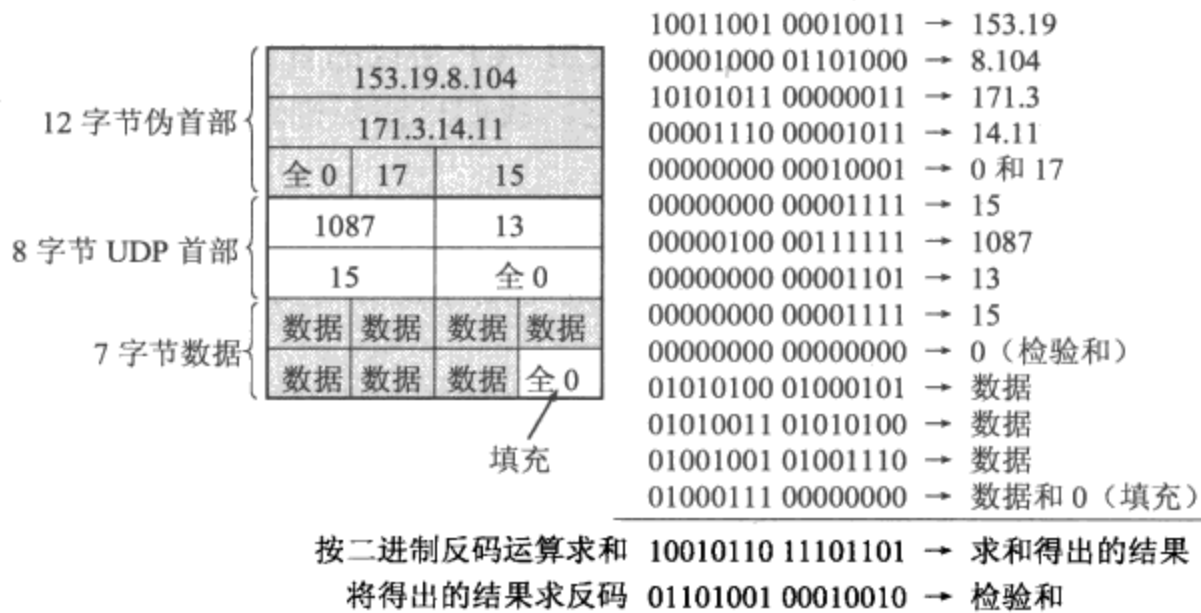 12 字节伪首部
153.19.8.104
171.3.14.11
全 0 17 15
8 字节 UDP 首部
1087 13
15 全 0
7 字节数据
数据 数据 数据 数据
数据 数据 数据 全 0
填充
10011001 00010011 → 153.19
00001000 01101000 → 8.104
10101011 00000011 → 171.3
00001110 00001011 → 14.11
00000000 00010001 → 0 和 17
00000000 00001111 → 15
00000100 00111111 → 1087
00000000 00001101 → 13
00000000 00001111 → 15
00000000 00000000 → 0（检验和）
01010100 01000101 → 数据
01010011 01010100 → 数据
01001001 01001110 → 数据
01000111 00000000 → 数据和 0（填充）
按二进制反码运算求和 10010110 11101101 → 求和得出的结果
将得出的结果求反码 01101001 00010010 → 检验和